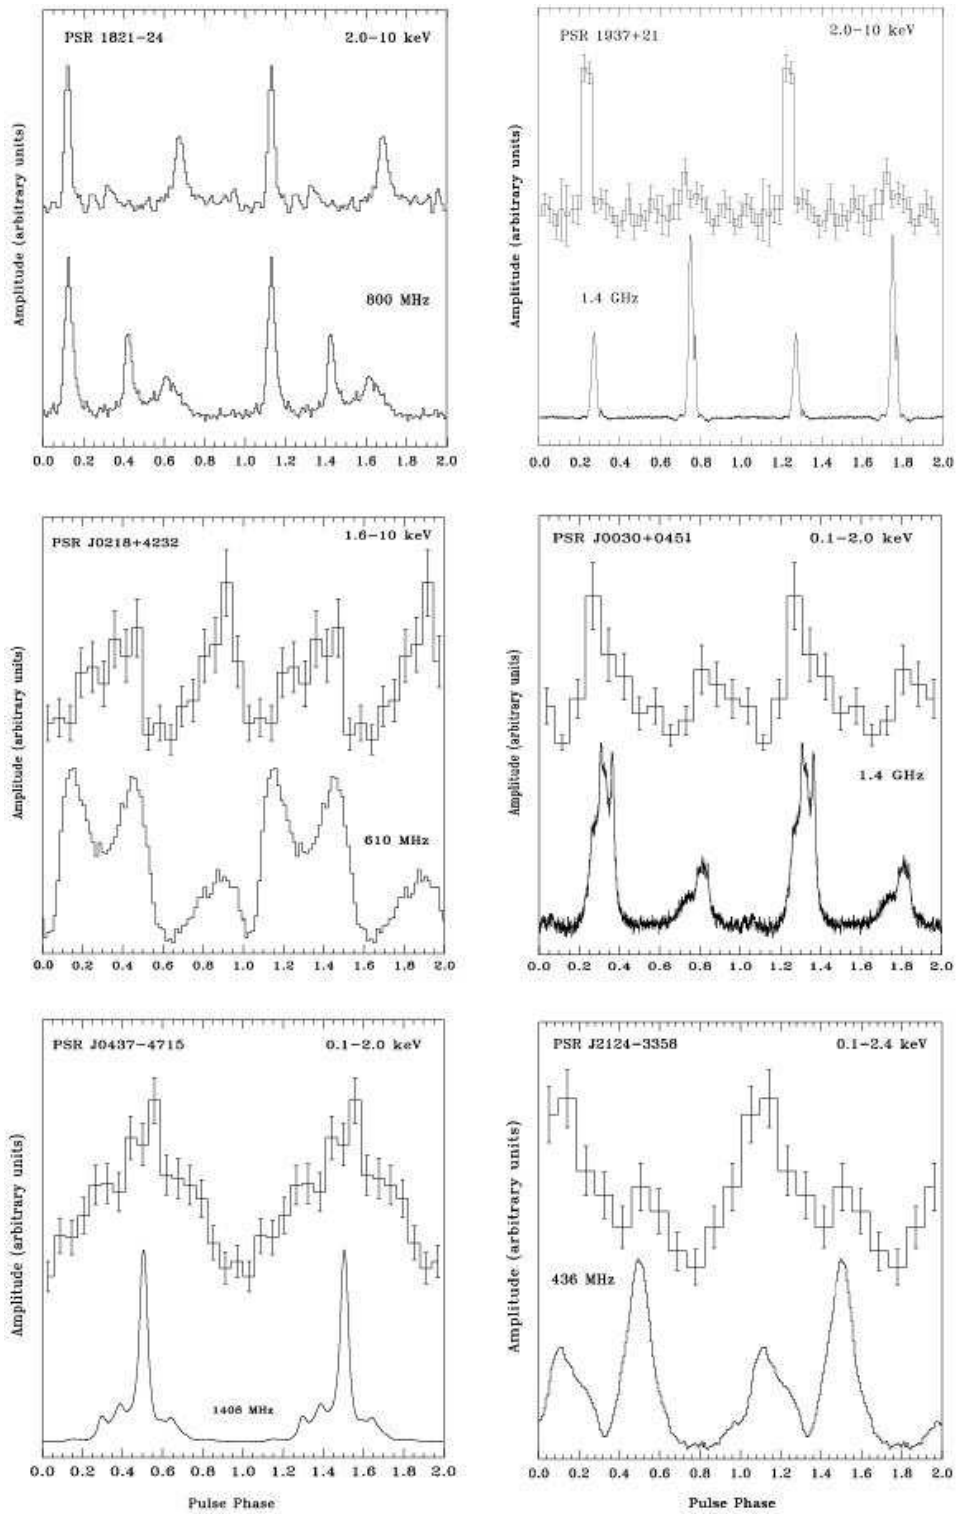 PSR 1821−24 2.0−10 keV
Amplitude (arbitrary units)
800 MHz
0.0 0.2 0.4 0.6 0.8 1.0 1.2 1.4 1.6 1.8 2.0
PSR 1937+21 2.0−10 keV
Amplitude (arbitrary units)
1.4 GHz
0.0 0.2 0.4 0.6 0.8 1.0 1.2 1.4 1.6 1.8 2.0
PSR J0218+4232 1.6−10 keV
Amplitude (arbitrary units)
610 MHz
0.0 0.2 0.4 0.6 0.8 1.0 1.2 1.4 1.6 1.8 2.0
PSR J0030+0451 0.1−2.0 keV
Amplitude (arbitrary units)
1.4 GHz
0.0 0.2 0.4 0.6 0.8 1.0 1.2 1.4 1.6 1.8 2.0
PSR J0437−4715 0.1−2.0 keV
Amplitude (arbitrary units)
1406 MHz
0.0 0.2 0.4 0.6 0.8 1.0 1.2 1.4 1.6 1.8 2.0
Pulse Phase
PSR J2124−3358 0.1−2.4 keV
Amplitude (arbitrary units)
436 MHz
0.0 0.2 0.4 0.6 0.8 1.0 1.2 1.4 1.6 1.8 2.0
Pulse Phase